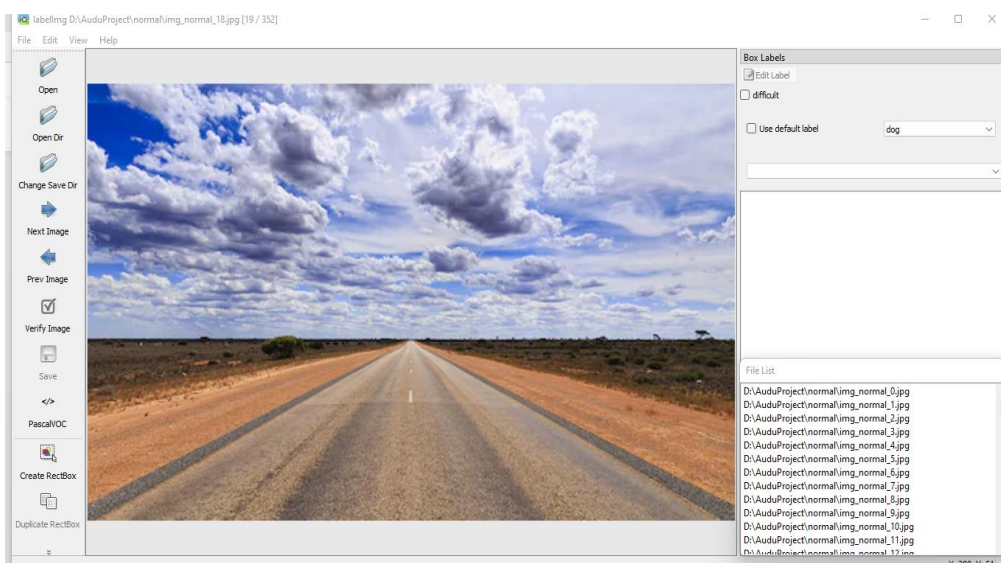 labelImg D:\AuduProject\normal\img_normal_18.jpg [19 / 352]
File Edit View Help
Open
Open Dir
Change Save Dir
Next Image
Prev Image
Verify Image
Save
</>
PascalVOC
Create RectBox
Duplicate RectBox
Box Labels
Edit Label
difficult
Use default label dog
File List
D:\AuduProject\normal\img_normal_0.jpg
D:\AuduProject\normal\img_normal_1.jpg
D:\AuduProject\normal\img_normal_2.jpg
D:\AuduProject\normal\img_normal_3.jpg
D:\AuduProject\normal\img_normal_4.jpg
D:\AuduProject\normal\img_normal_5.jpg
D:\AuduProject\normal\img_normal_6.jpg
D:\AuduProject\normal\img_normal_7.jpg
D:\AuduProject\normal\img_normal_8.jpg
D:\AuduProject\normal\img_normal_9.jpg
D:\AuduProject\normal\img_normal_10.jpg
D:\AuduProject\normal\img_normal_11.jpg
D:\AuduProject\normal\img_normal_12.jpg